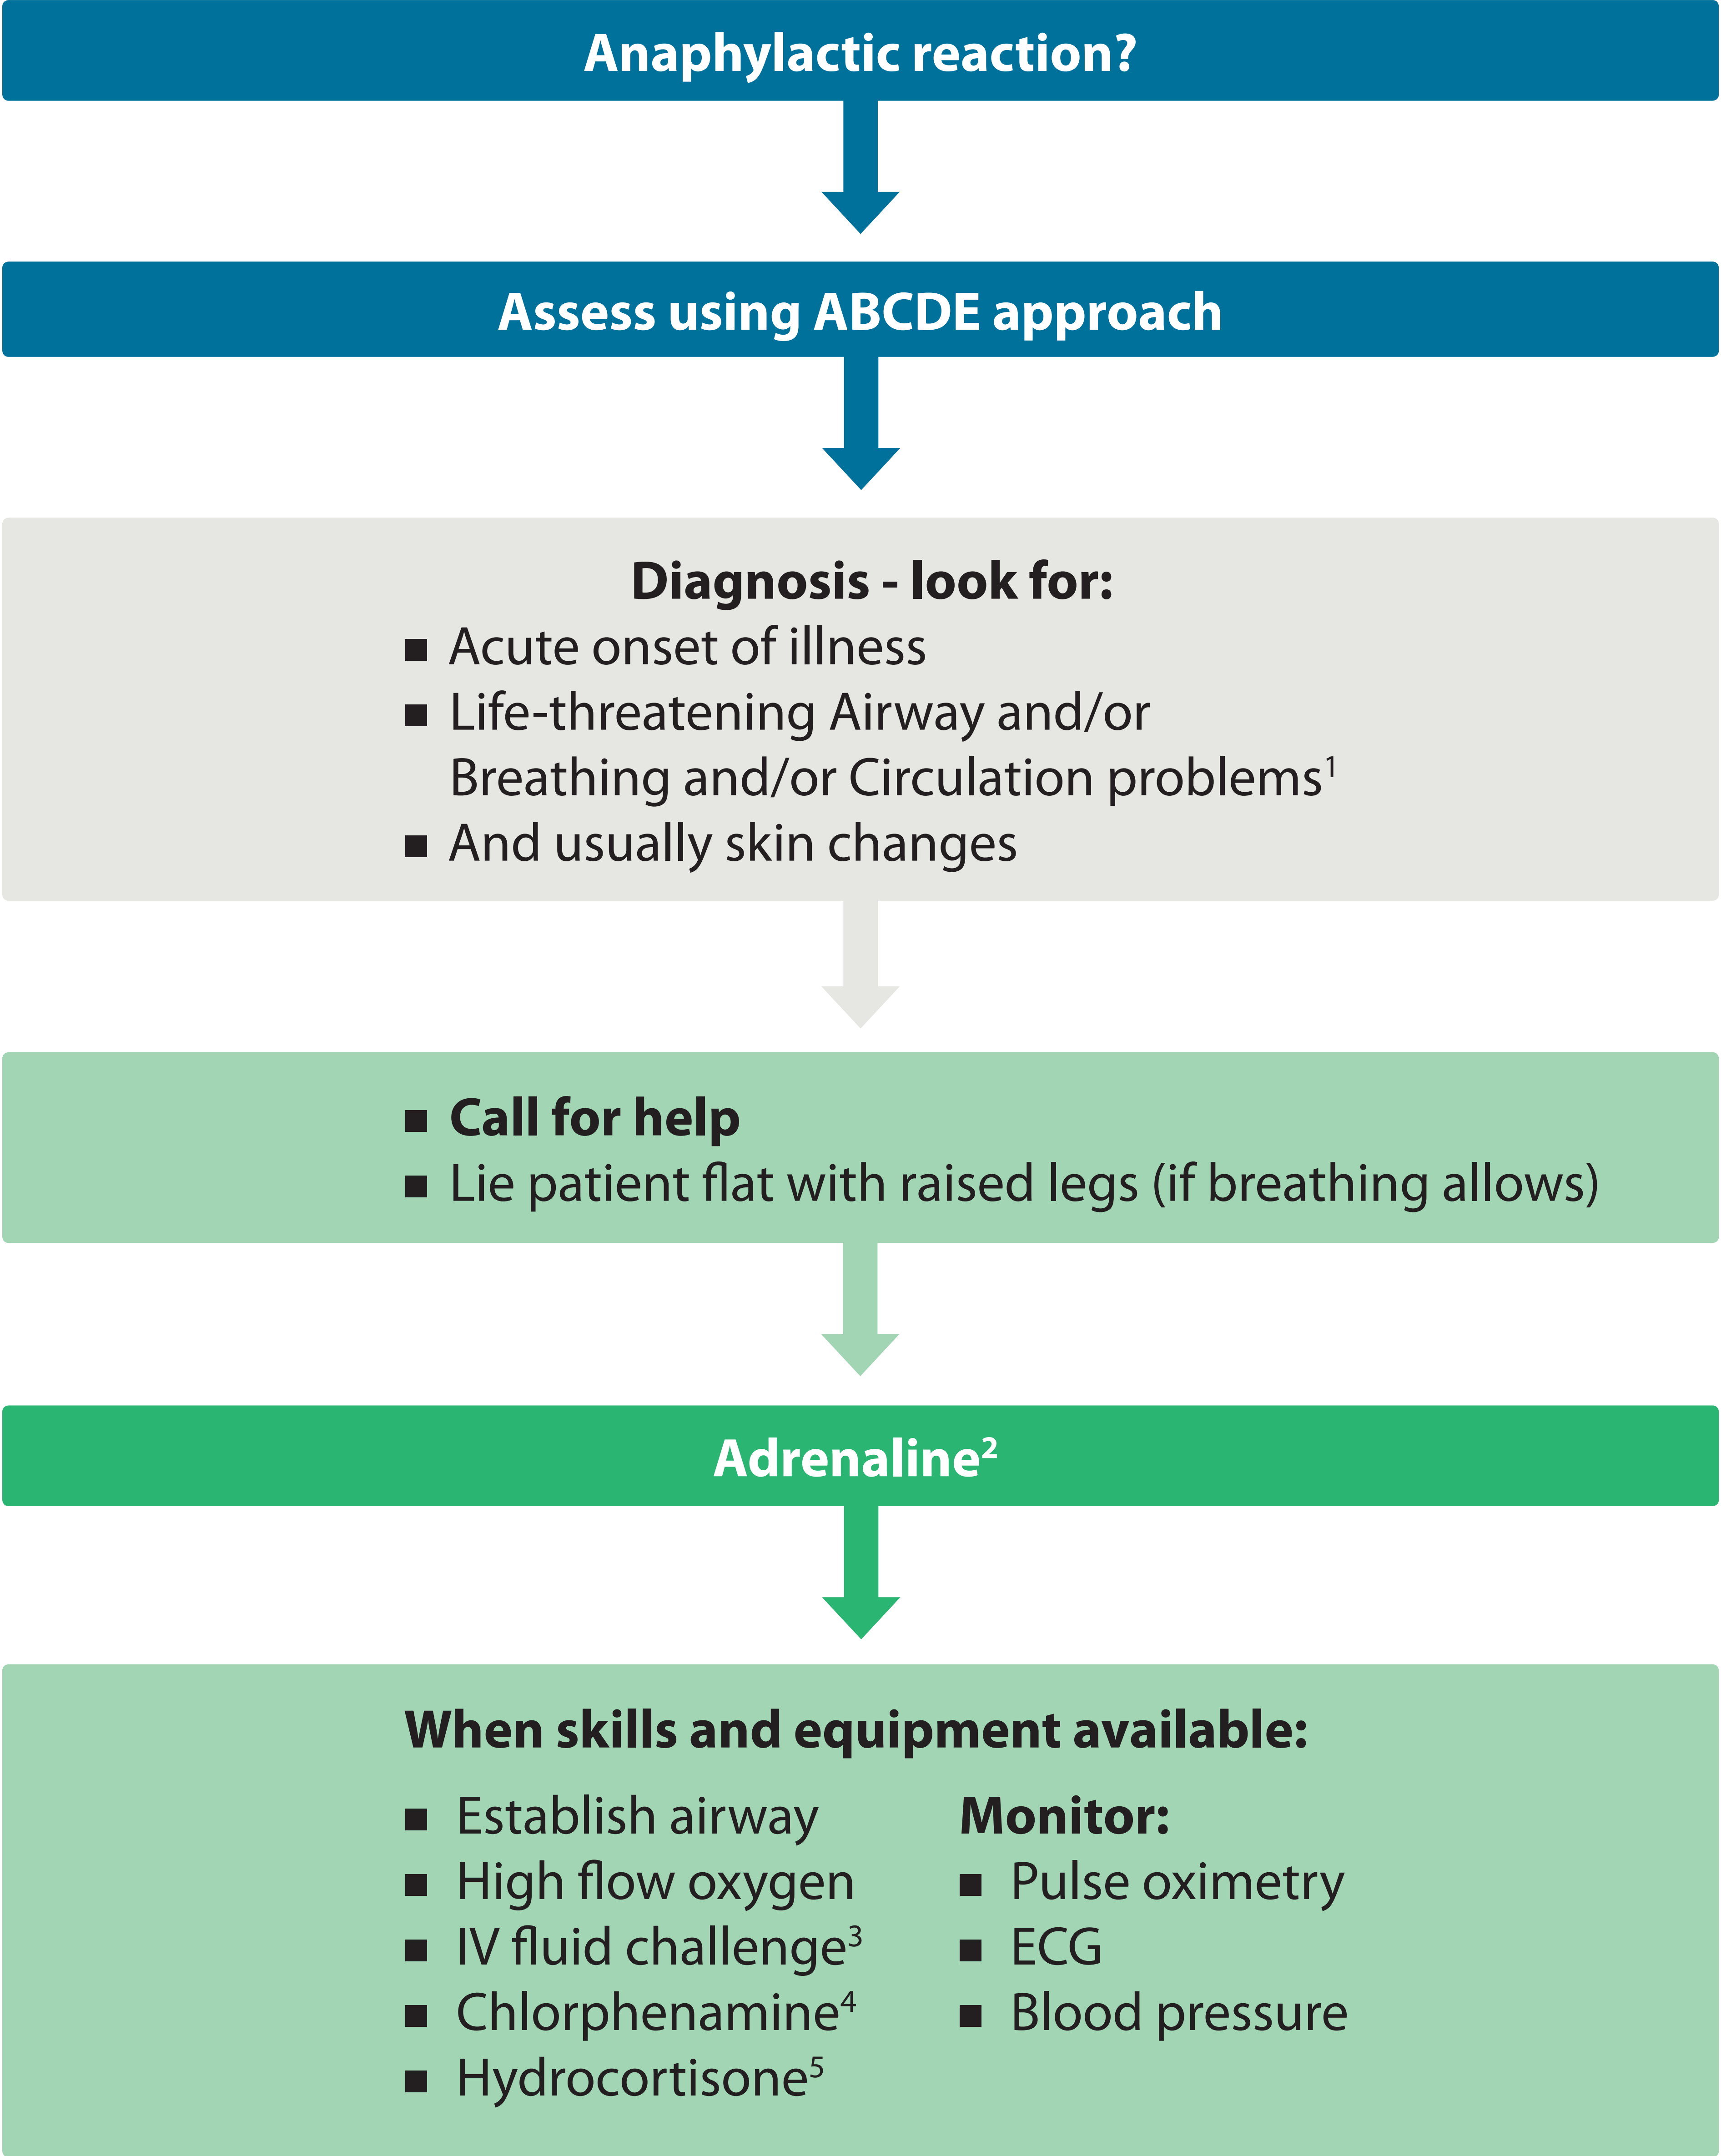 Anaphylactic reaction?
Assess using ABCDE approach
Diagnosis - look for:
■ Acute onset of illness
■ Life-threatening Airway and/or
Breathing and/or Circulation problems¹
■ And usually skin changes
■ Call for help
■ Lie patient flat with raised legs (if breathing allows)
Adrenaline²
When skills and equipment available:
■ Establish airway
■ High flow oxygen
■ IV fluid challenge³
■ Chlorphenamine⁴
■ Hydrocortisone⁵
Monitor:
■ Pulse oximetry
■ ECG
■ Blood pressure